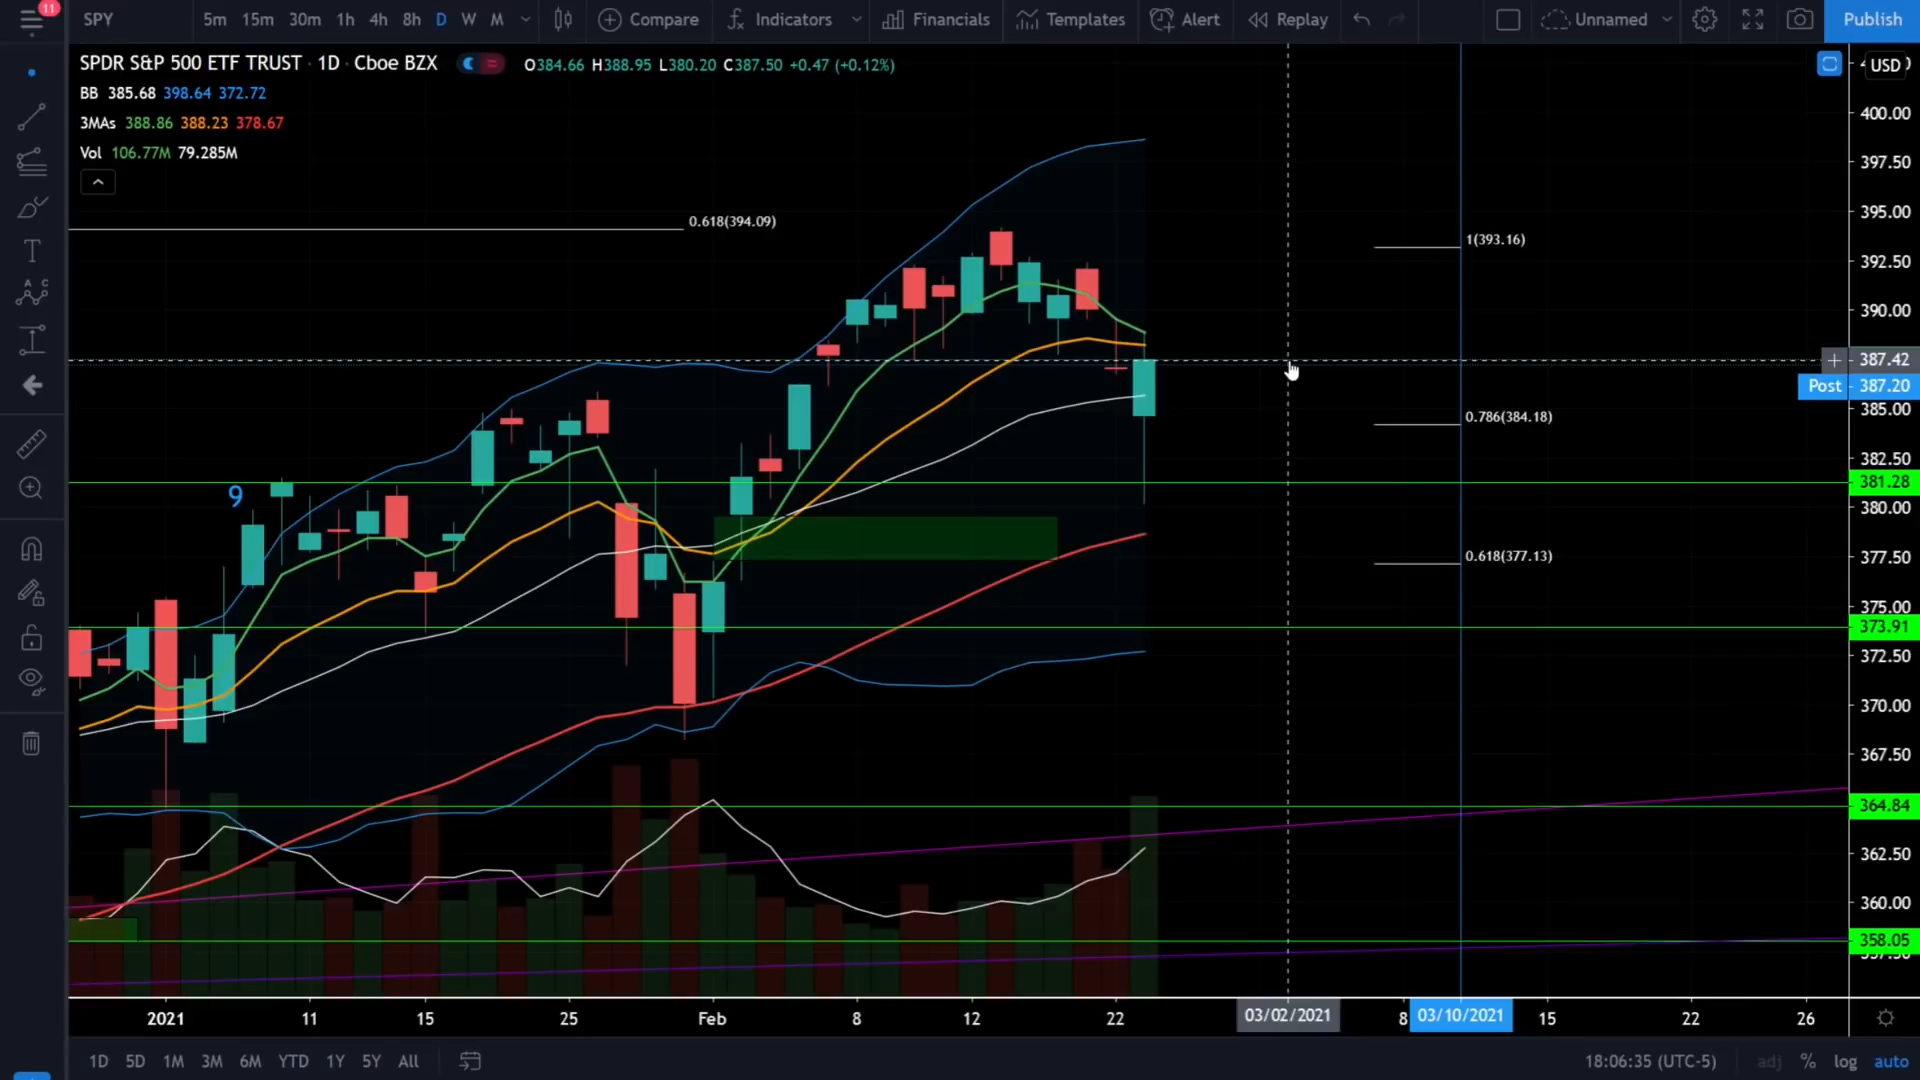 11
SPY 5m 15m 30m 1h 4h 8h D W M Compare Indicators Financials Templates Alert Replay Unnamed Publish
SPDR S&P 500 ETF TRUST · 1D · Cboe BZX O384.66 H388.95 L380.20 C387.50 +0.47 (+0.12%)
USD
BB 385.68 398.64 372.72
3MAs 388.86 388.23 378.67
Vol 106.77M 79.285M
400.00
397.50
395.00
0.618(394.09)
1(393.16)
392.50
390.00
387.42
Post 387.20
385.00
0.786(384.18)
382.50
381.28
9
380.00
377.50
0.618(377.13)
375.00
373.91
372.50
370.00
367.50
364.84
362.50
360.00
358.05
2021 11 15 25 Feb 8 12 22 03/02/2021 8 03/10/2021 15 22 26
1D 5D 1M 3M 6M YTD 1Y 5Y All 18:06:35 (UTC-5) adj % log auto